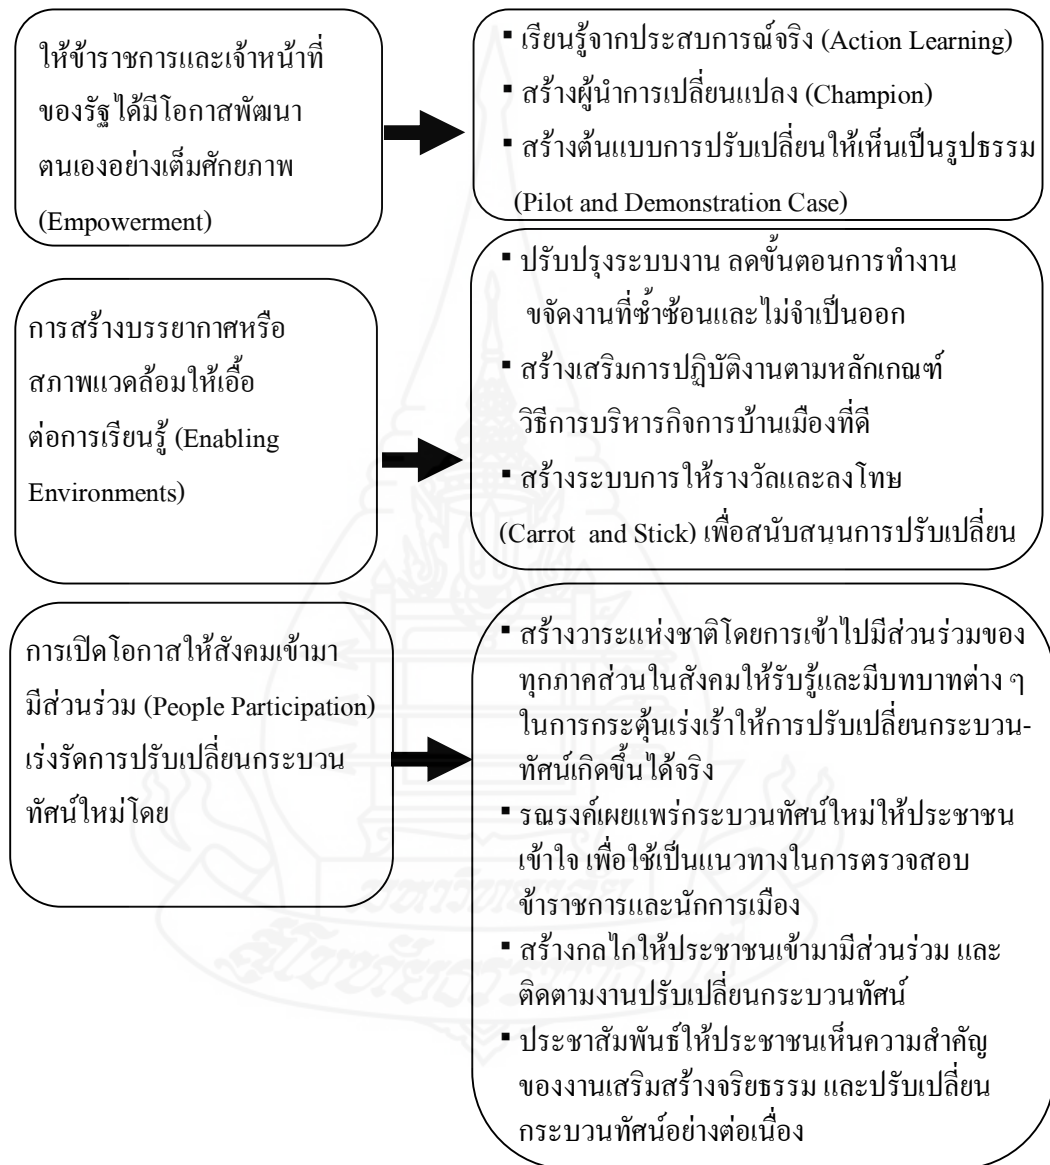 ให้ข้าราชการและเจ้าหน้าที่
ของรัฐได้มีโอกาสพัฒนา
ตนเองอย่างเต็มศักยภาพ
(Empowerment)
▪ เรียนรู้จากประสบการณ์จริง (Action Learning)
▪ สร้างผู้นำการเปลี่ยนแปลง (Champion)
▪ สร้างต้นแบบการปรับเปลี่ยนให้เห็นเป็นรูปธรรม
(Pilot and Demonstration Case)
การสร้างบรรยากาศหรือ
สภาพแวดล้อมให้เอื้อ
ต่อการเรียนรู้ (Enabling
Environments)
▪ ปรับปรุงระบบงาน ลดขั้นตอนการทำงาน
ขจัดงานที่ซ้ำซ้อนและไม่จำเป็นออก
▪ สร้างเสริมการปฏิบัติงานตามหลักเกณฑ์
วิธีการบริหารกิจการบ้านเมืองที่ดี
▪ สร้างระบบการให้รางวัลและลงโทษ
(Carrot and Stick) เพื่อสนับสนุนการปรับเปลี่ยน
การเปิดโอกาสให้สังคมเข้ามา
มีส่วนร่วม (People Participation)
เร่งรัดการปรับเปลี่ยนกระบวน
ทัศน์ใหม่โดย
▪ สร้างวาระแห่งชาติโดยการเข้าไปมีส่วนร่วมของ
ทุกภาคส่วนในสังคมให้รับรู้และมีบทบาทต่าง ๆ
ในการกระตุ้นเร่งเร้าให้การปรับเปลี่ยนกระบวน-
ทัศน์เกิดขึ้นได้จริง
▪ รณรงค์เผยแพร่กระบวนทัศน์ใหม่ให้ประชาชน
เข้าใจ เพื่อใช้เป็นแนวทางในการตรวจสอบ
ข้าราชการและนักการเมือง
▪ สร้างกลไกให้ประชาชนเข้ามามีส่วนร่วม และ
ติดตามงานปรับเปลี่ยนกระบวนทัศน์
▪ ประชาสัมพันธ์ให้ประชาชนเห็นความสำคัญ
ของงานเสริมสร้างจริยธรรม และปรับเปลี่ยน
กระบวนทัศน์อย่างต่อเนื่อง
มหาวิทยาลัย
สุโขทัยธรรมาธิราช